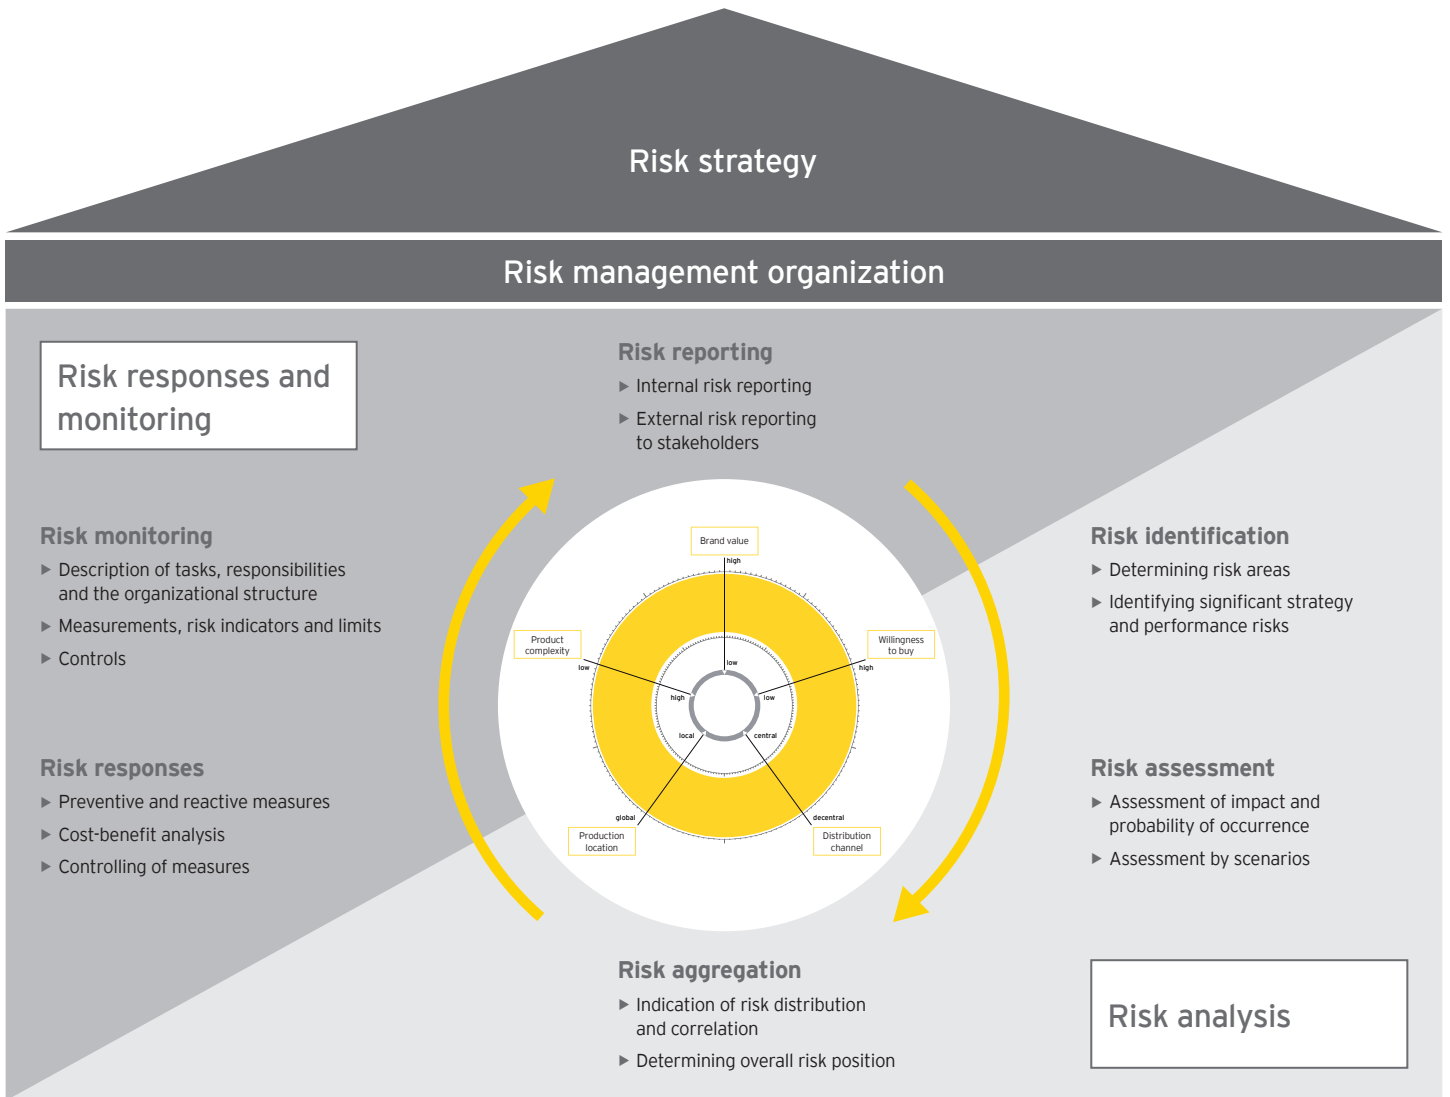 Risk strategy
Risk management organization
Risk responses and
monitoring
Risk reporting
▶ Internal risk reporting
▶ External risk reporting
to stakeholders
Risk monitoring
▶ Description of tasks, responsibilities
and the organizational structure
▶ Measurements, risk indicators and limits
▶ Controls
Risk responses
▶ Preventive and reactive measures
▶ Cost-benefit analysis
▶ Controlling of measures
Brand value
high
low
Product
complexity
low
high
Willingness
to buy
high
low
local
global
Production
location
central
decentral
Distribution
channel
Risk identification
▶ Determining risk areas
▶ Identifying significant strategy
and performance risks
Risk assessment
▶ Assessment of impact and
probability of occurrence
▶ Assessment by scenarios
Risk aggregation
▶ Indication of risk distribution
and correlation
▶ Determining overall risk position
Risk analysis